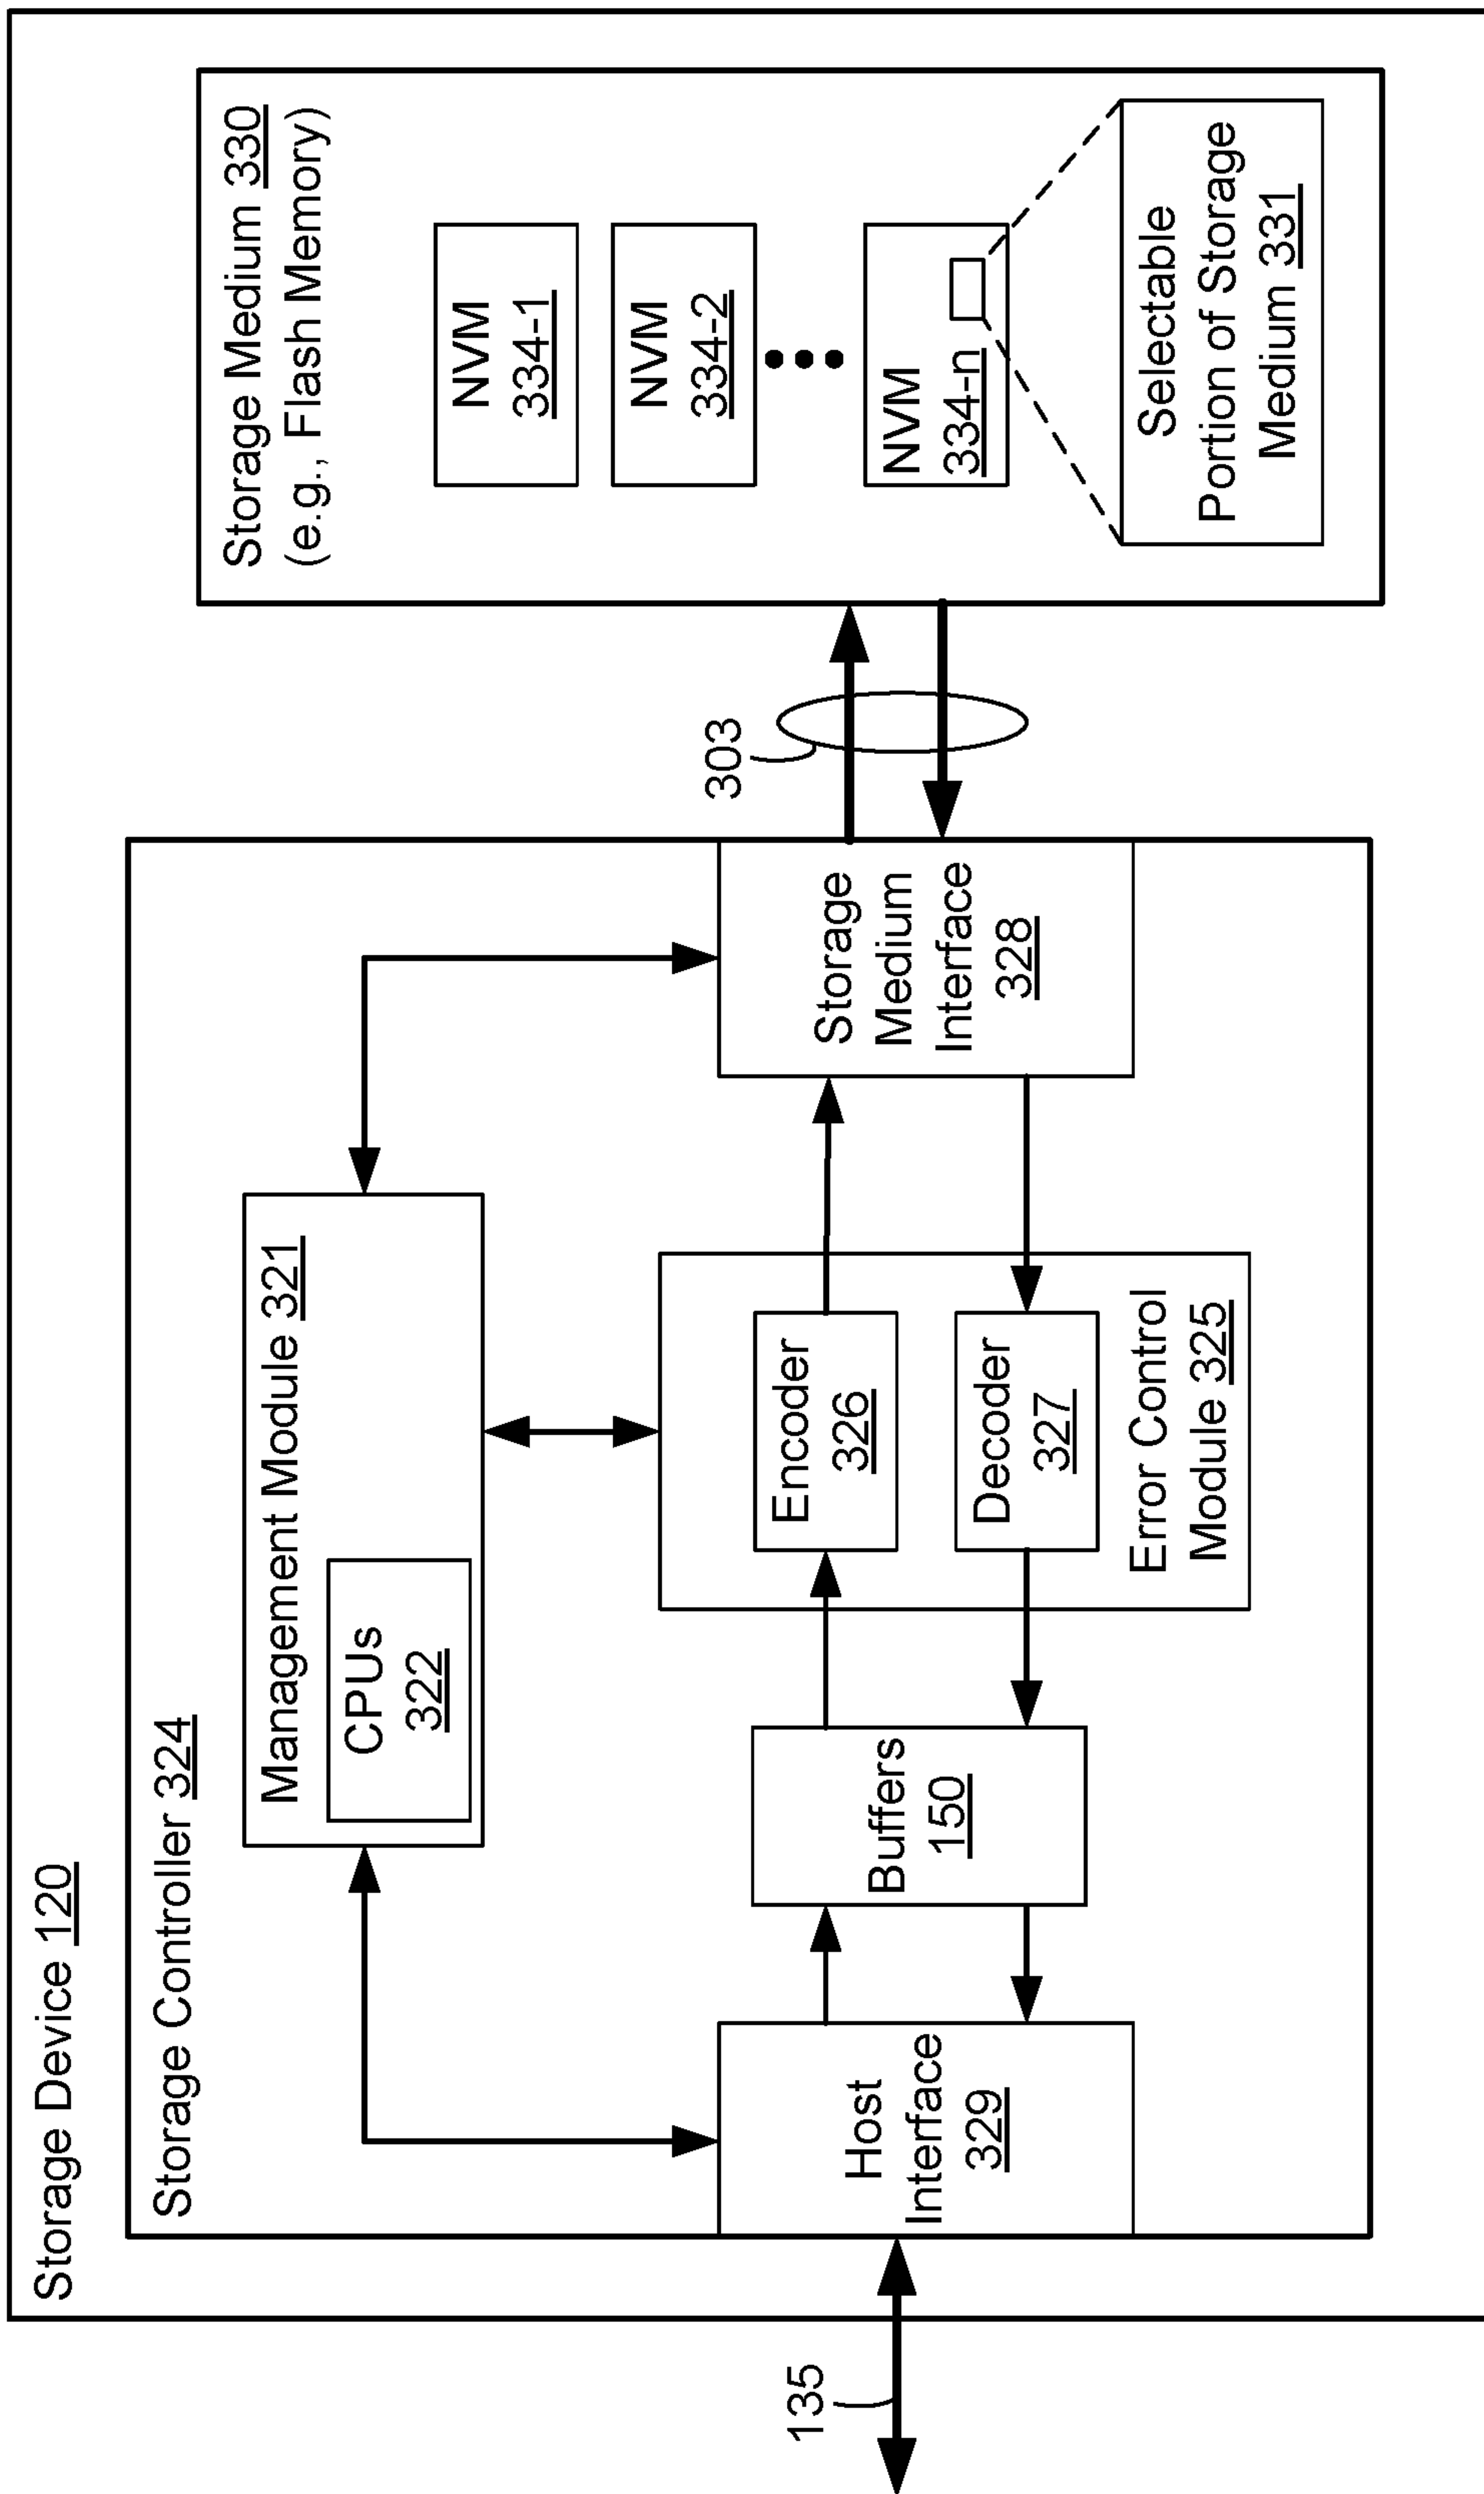 Storage Device 120
Storage Controller 324
Management Module 321
CPUs
322
135
Host
Interface
329
Buffers
150
Encoder
326
Decoder
327
Error Control
Module 325
Storage
Medium
Interface
328
303
Storage Medium 330
(e.g., Flash Memory)
NVM
334-1
NVM
334-2
NVM
334-n
Selectable
Portion of Storage
Medium 331